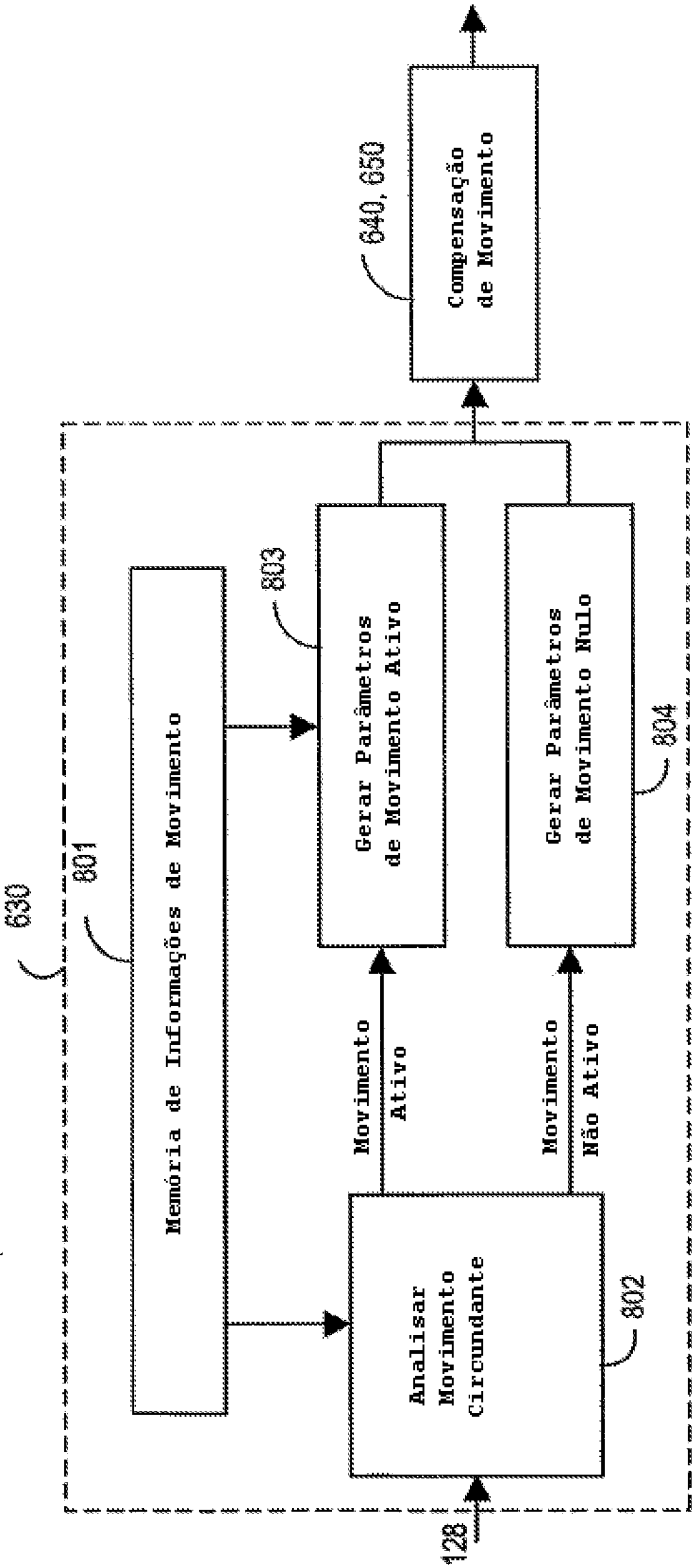 630
801
Memória de Informações de Movimento
128
Analisar
Movimento
Circundante
802
Movimento
Ativo
Movimento
Não Ativo
803
Gerar Parâmetros
de Movimento Ativo
Gerar Parâmetros
de Movimento Nulo
804
640, 650
Compensação
de Movimento